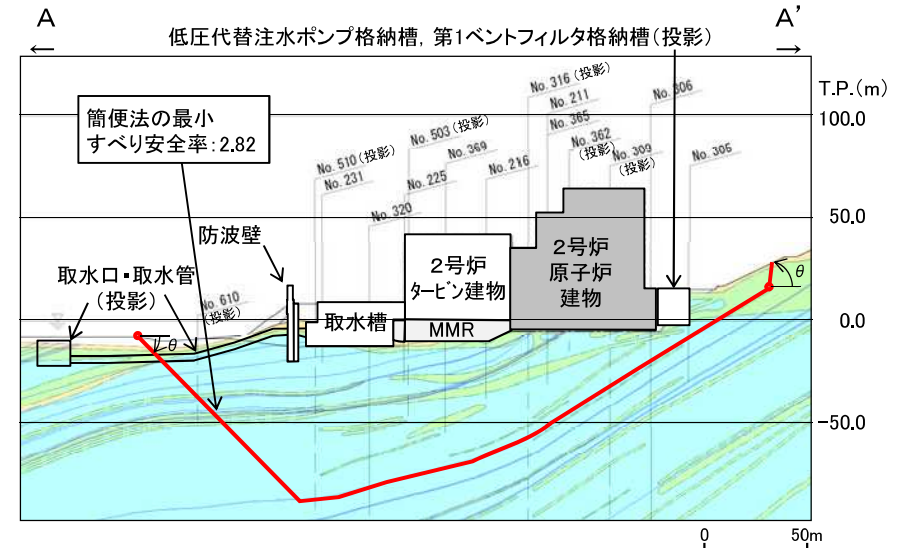 A
A'
低圧代替注水ポンプ格納槽, 第1ベントフィルタ格納槽(投影)
T.P.(m)
100.0
50.0
0.0
-50.0
簡便法の最小
すべり安全率:2.82
No. 316 (投影)
No. 211
No. 365
No. 362
(投影)
No. 309
(投影)
No. 306
No. 306
No. 503 (投影)
No. 369
No. 216
No. 225
No. 510 (投影)
No. 231
No. 320
防波壁
取水口・取水管
(投影)
No. 610
(投影)
取水槽
2号炉
タービン建物
MMR
2号炉
原子炉
建物
θ
θ
0
50m